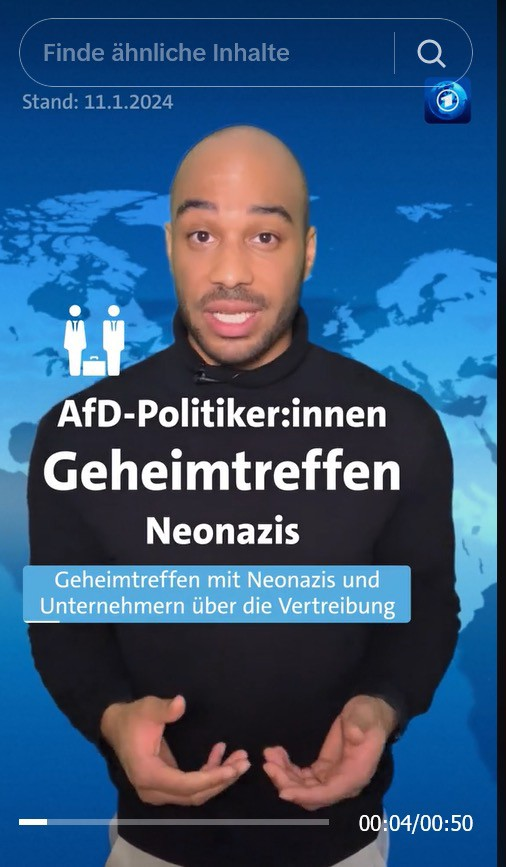 Finde ähnliche Inhalte
Stand: 11.1.2024
AfD-Politiker:innen
Geheimtreffen
Neonazis
Geheimtreffen mit Neonazis und
Unternehmern über die Vertreibung
00:04/00:50